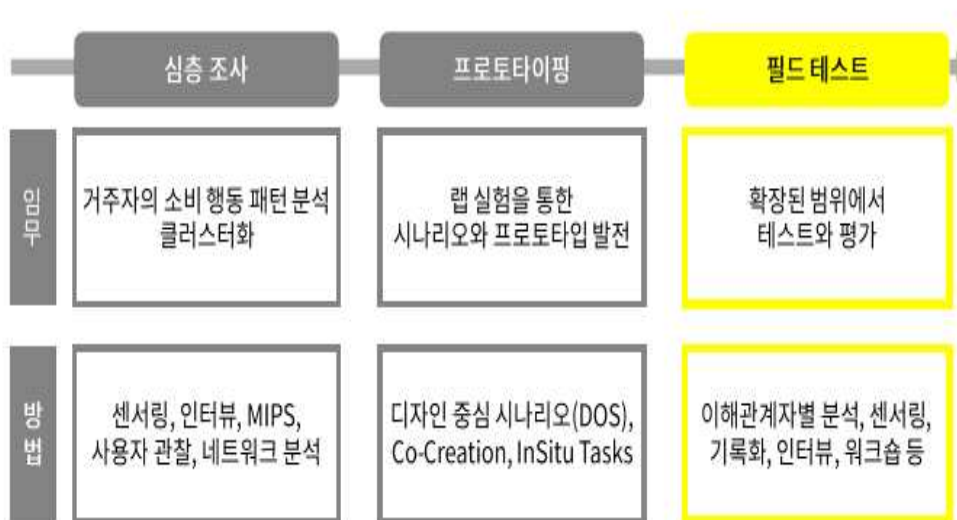 심층 조사
프로토타이핑
필드 테스트
임무
거주자의 소비 행동 패턴 분석
클러스터화
랩 실험을 통한
시나리오와 프로토타입 발전
확장된 범위에서
테스트와 평가
방법
센서링, 인터뷰, MIPS,
사용자 관찰, 네트워크 분석
디자인 중심 시나리오(DOS),
Co-Creation, InSitu Tasks
이해관계자별 분석, 센서링,
기록화, 인터뷰, 워크숍 등